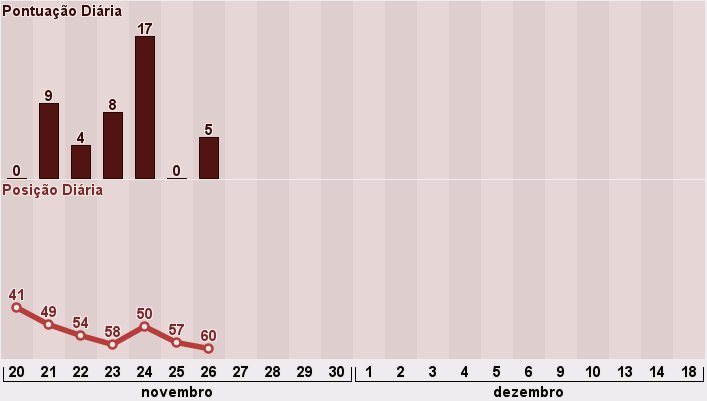 Pontuação Diária
0 9 4 8 17 0 5
Posição Diária
41 49 54 58 50 57 60
20 21 22 23 24 25 26 27 28 29 30 1 2 3 4 5 6 9 10 13 14 18
novembro dezembro